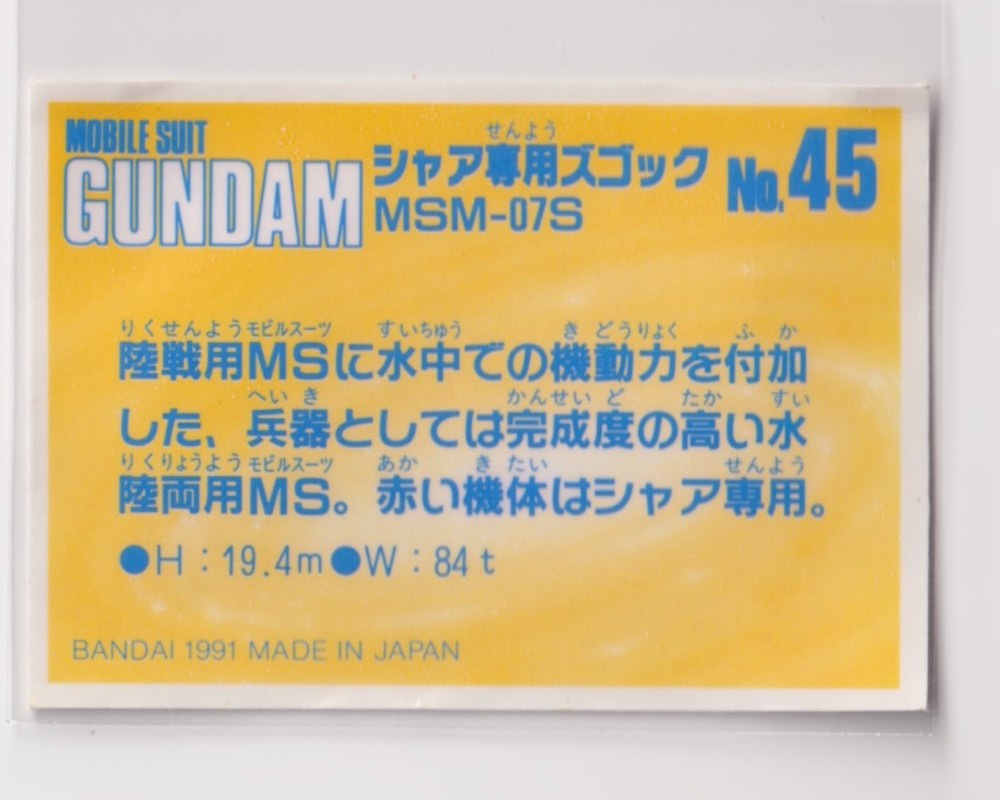 MOBILE SUIT
GUNDAM
せんよう
シャア専用ズゴック
MSM-07S
No.45
りくせんようモビルスーツ すいちゅう き どうりょく ふ か
陸戦用MSに水中での機動力を付加
へい き かんせい ど たか すい
した、兵器としては完成度の高い水
りくりょうようモビルスーツ あか き たい せんよう
陸両用MS。赤い機体はシャア専用。
●H:19.4m●W:84t
BANDAI 1991 MADE IN JAPAN